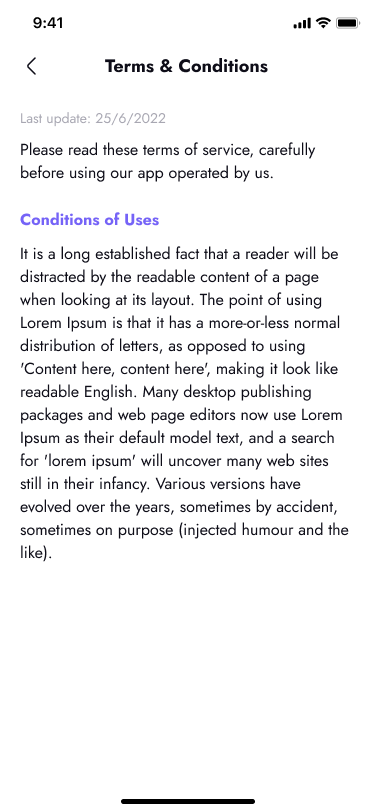 9:41
Terms & Conditions
Last update: 25/6/2022
Please read these terms of service, carefully
before using our app operated by us.
Conditions of Uses
It is a long established fact that a reader will be
distracted by the readable content of a page
when looking at its layout. The point of using
Lorem Ipsum is that it has a more-or-less normal
distribution of letters, as opposed to using
'Content here, content here', making it look like
readable English. Many desktop publishing
packages and web page editors now use Lorem
Ipsum as their default model text, and a search
for 'lorem ipsum' will uncover many web sites
still in their infancy. Various versions have
evolved over the years, sometimes by accident,
sometimes on purpose (injected humour and the
like).